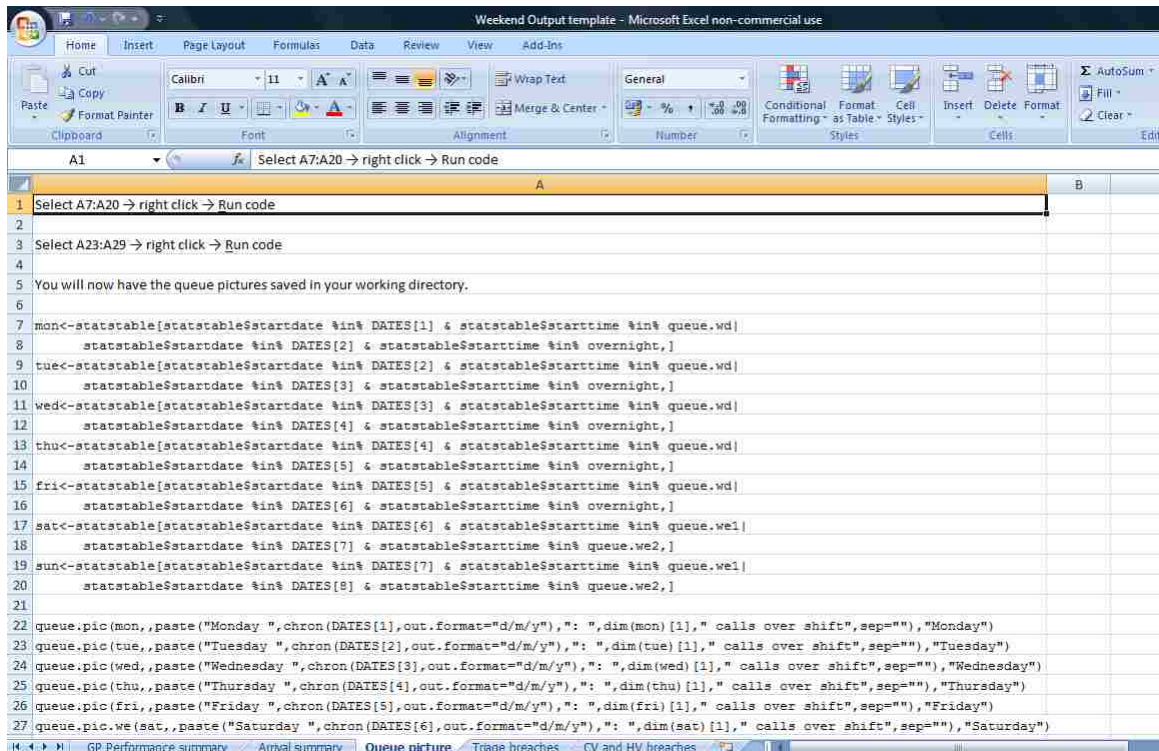 Weekend Output template - Microsoft Excel non-commercial use
Home Insert Page Layout Formulas Data Review View Add-Ins
Cut
Copy
Format Painter
Paste
Clipboard
Calibri 11 A A
B I U A
Font
Wrap Text
Merge & Center
Alignment
General
% , .0 .00 .00 .0
Number
Conditional Formatting
Format as Table
Cell Styles
Styles
Insert Delete Format
Cells
Σ AutoSum
Fill
Clear
Edi
A1 fx Select A7:A20 → right click → Run code
A B
1 Select A7:A20 → right click → Run code
2
3 Select A23:A29 → right click → Run code
4
5 You will now have the queue pictures saved in your working directory.
6
7 mon<-statstable[statstable$startdate %in% DATES[1] & statstable$starttime %in% queue.wd|
8 statstable$startdate %in% DATES[2] & statstable$starttime %in% overnight,]
9 tue<-statstable[statstable$startdate %in% DATES[2] & statstable$starttime %in% queue.wd|
10 statstable$startdate %in% DATES[3] & statstable$starttime %in% overnight,]
11 wed<-statstable[statstable$startdate %in% DATES[3] & statstable$starttime %in% queue.wd|
12 statstable$startdate %in% DATES[4] & statstable$starttime %in% overnight,]
13 thu<-statstable[statstable$startdate %in% DATES[4] & statstable$starttime %in% queue.wd|
14 statstable$startdate %in% DATES[5] & statstable$starttime %in% overnight,]
15 fri<-statstable[statstable$startdate %in% DATES[5] & statstable$starttime %in% queue.wd|
16 statstable$startdate %in% DATES[6] & statstable$starttime %in% overnight,]
17 sat<-statstable[statstable$startdate %in% DATES[6] & statstable$starttime %in% queue.we1|
18 statstable$startdate %in% DATES[7] & statstable$starttime %in% queue.we2,]
19 sun<-statstable[statstable$startdate %in% DATES[7] & statstable$starttime %in% queue.we1|
20 statstable$startdate %in% DATES[8] & statstable$starttime %in% queue.we2,]
21
22 queue.pic(mon,,paste("Monday ",chron(DATES[1],out.format="d/m/y"),": ",dim(mon)[1]," calls over shift",sep=""),"Monday")
23 queue.pic(tue,,paste("Tuesday ",chron(DATES[2],out.format="d/m/y"),": ",dim(tue)[1]," calls over shift",sep=""),"Tuesday")
24 queue.pic(wed,,paste("Wednesday ",chron(DATES[3],out.format="d/m/y"),": ",dim(wed)[1]," calls over shift",sep=""),"Wednesday")
25 queue.pic(thu,,paste("Thursday ",chron(DATES[4],out.format="d/m/y"),": ",dim(thu)[1]," calls over shift",sep=""),"Thursday")
26 queue.pic(fri,,paste("Friday ",chron(DATES[5],out.format="d/m/y"),": ",dim(fri)[1]," calls over shift",sep=""),"Friday")
27 queue.pic.we(sat,,paste("Saturday ",chron(DATES[6],out.format="d/m/y"),": ",dim(sat)[1]," calls over shift",sep=""),"Saturday")
GP Performance summary Arrival summary Queue picture Triage breaches CV and HV breaches